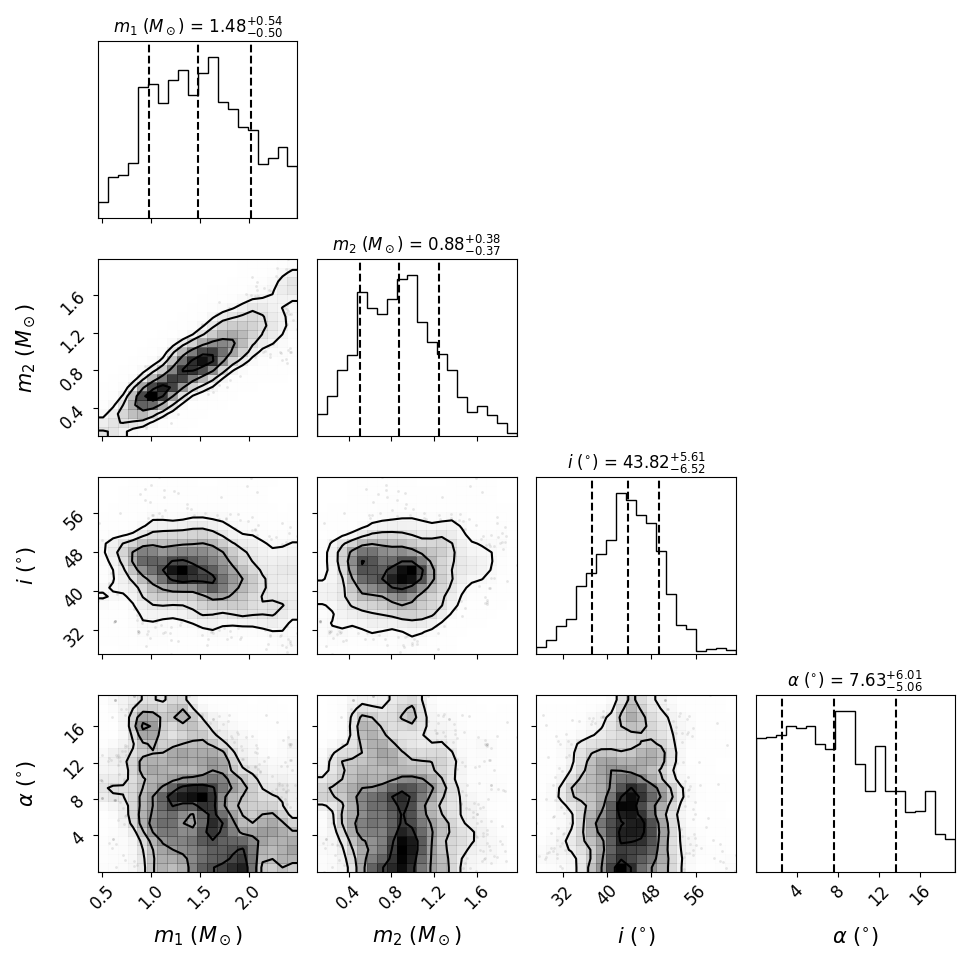 m₁ (M⊙) = 1.48+0.54−0.50
m₂ (M⊙) = 0.88+0.38−0.37
m₂ (M⊙)
1.6
1.2
0.8
0.4
i (°) = 43.82+5.61−6.52
i (°)
56
48
40
32
α (°) = 7.63+6.01−5.06
α (°)
16
12
8
4
0.5 1.0 1.5 2.0 0.4 0.8 1.2 1.6 32 40 48 56 4 8 12 16
m₁ (M⊙) m₂ (M⊙) i (°) α (°)